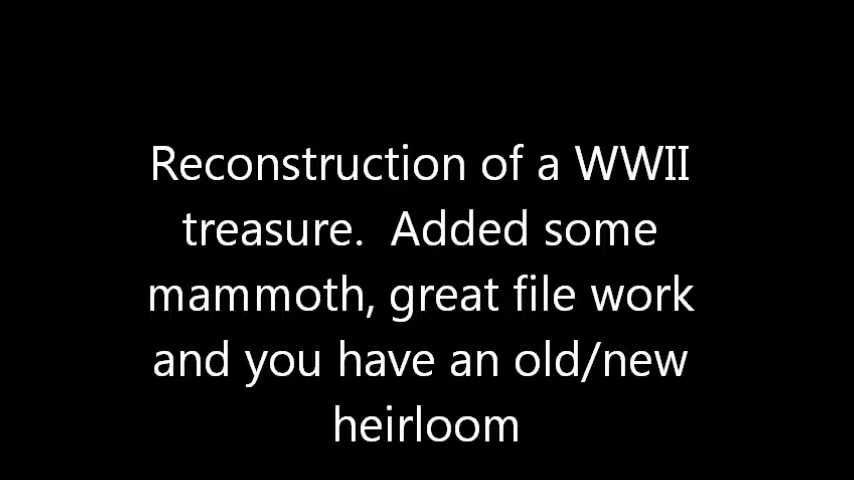 Reconstruction of a WWII
treasure.  Added some
mammoth, great file work
and you have an old/new
heirloom